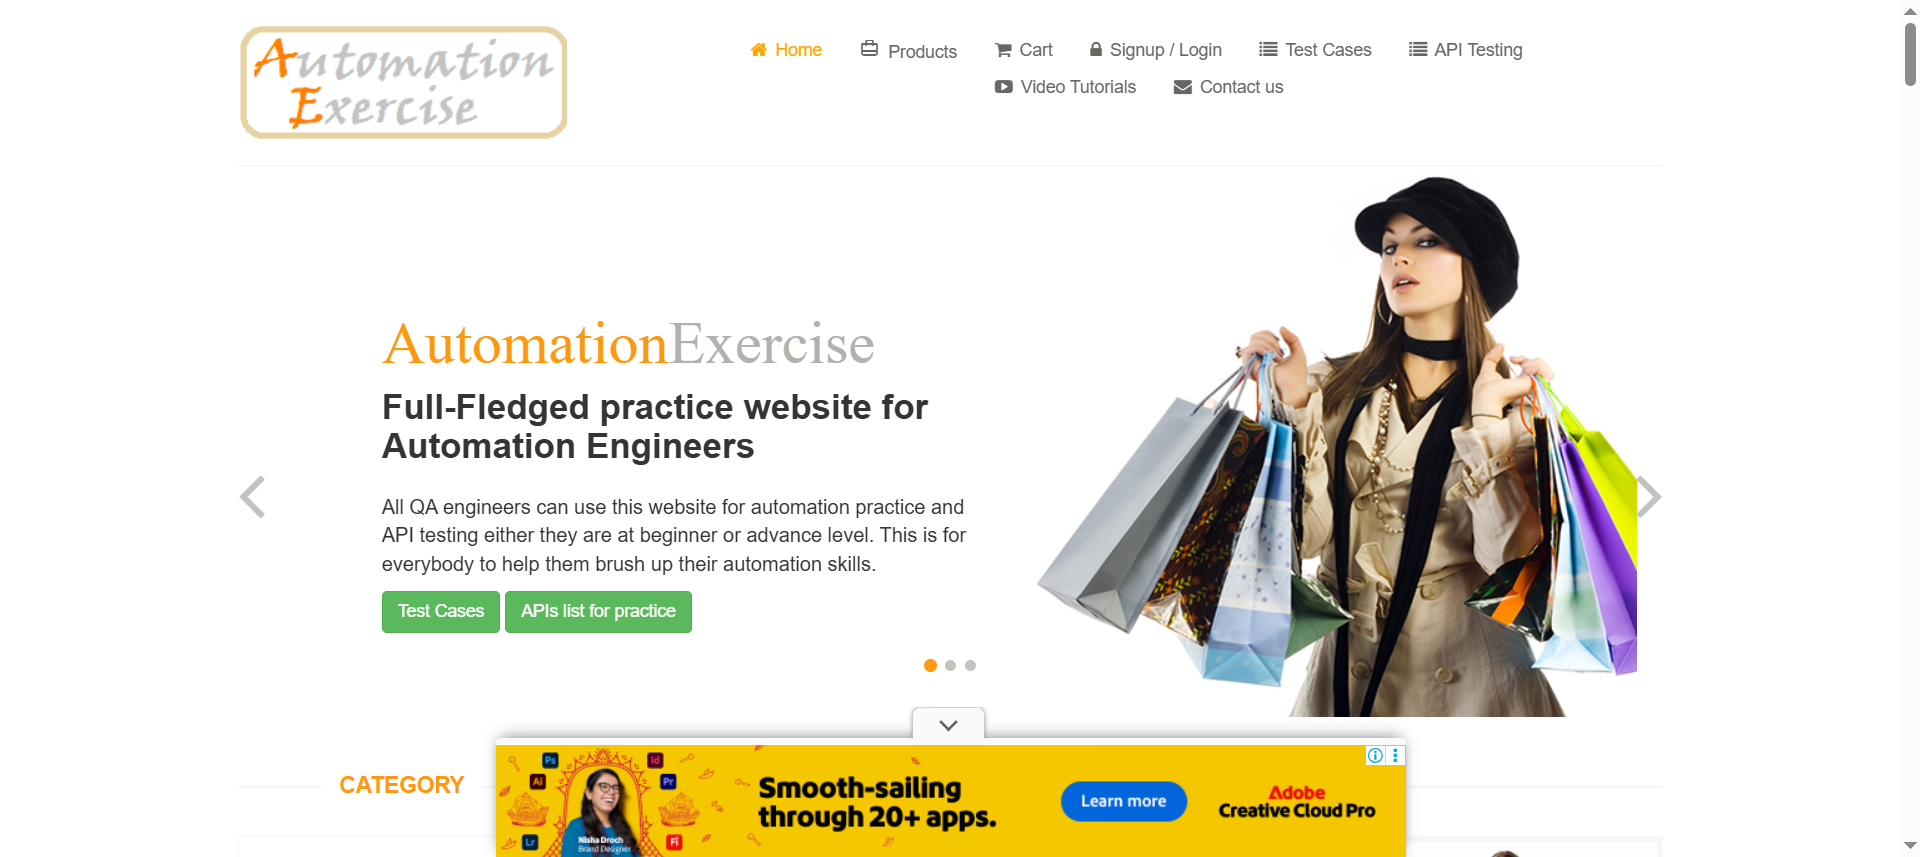 Automation
Exercise
Home
Products
Cart
Signup / Login
Test Cases
API Testing
Video Tutorials
Contact us
AutomationExercise
Full-Fledged practice website for
Automation Engineers
All QA engineers can use this website for automation practice and
API testing either they are at beginner or advance level. This is for
everybody to help them brush up their automation skills.
Test Cases
APIs list for practice
CATEGORY
Ps
Id
Ai
Pr
Lr
Fi
Nisha Droch
Brand Designer
Smooth-sailing
through 20+ apps.
Learn more
Adobe
Creative Cloud Pro